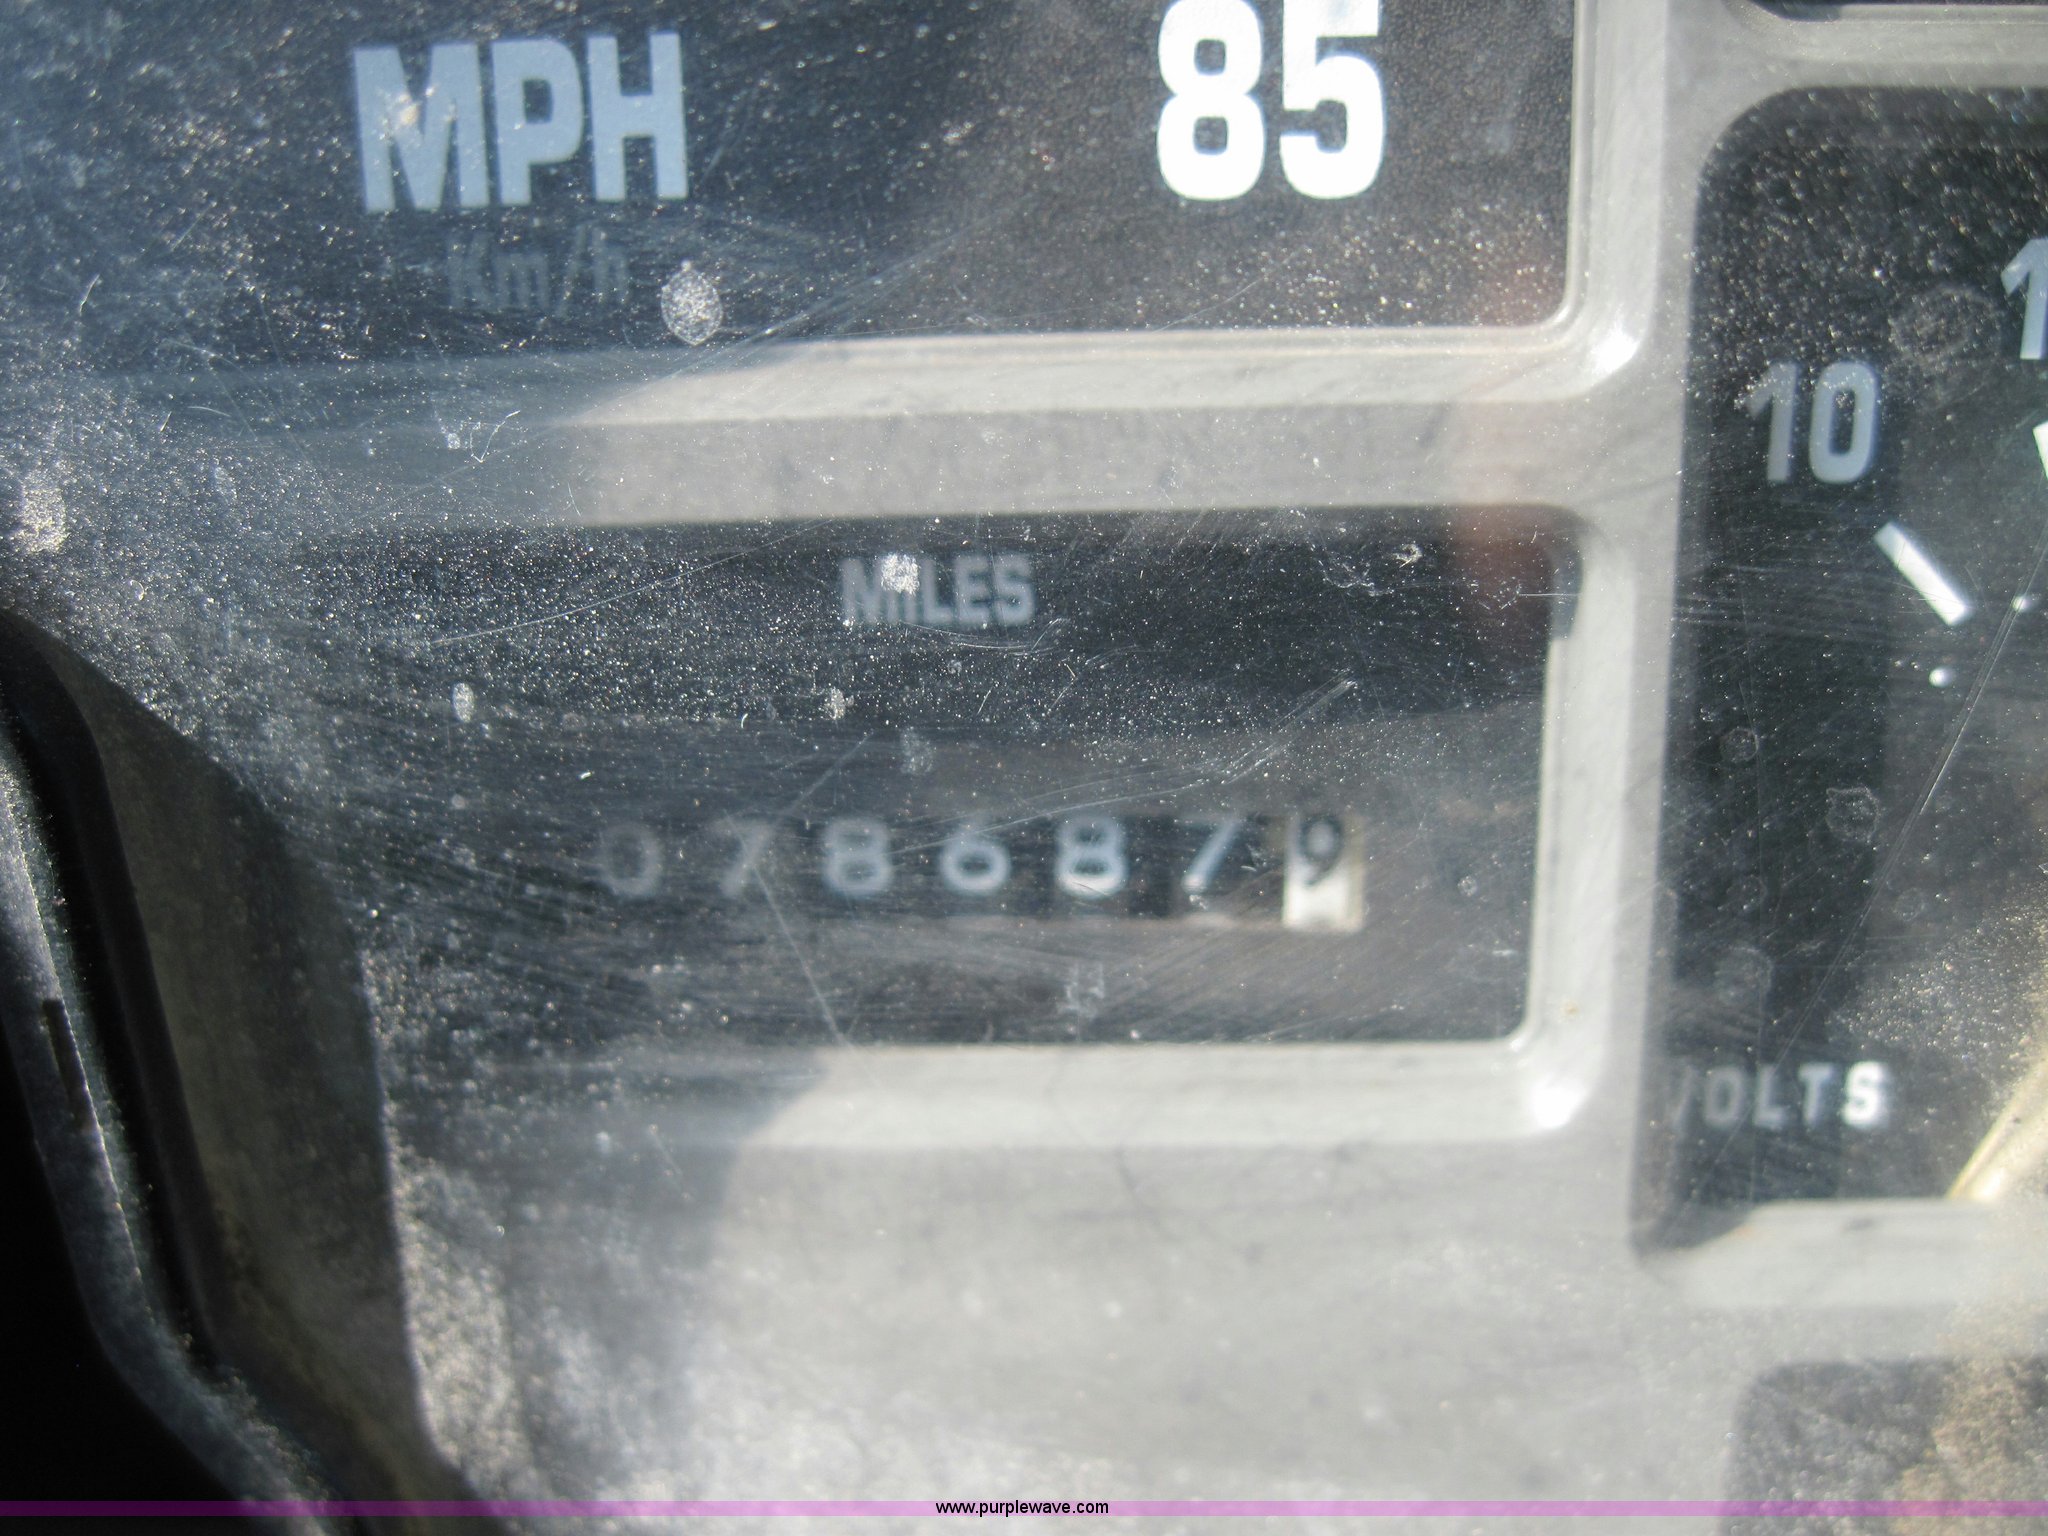 MPH 85
Km/h
10
MILES
0786879
VOLTS
www.purplewave.com